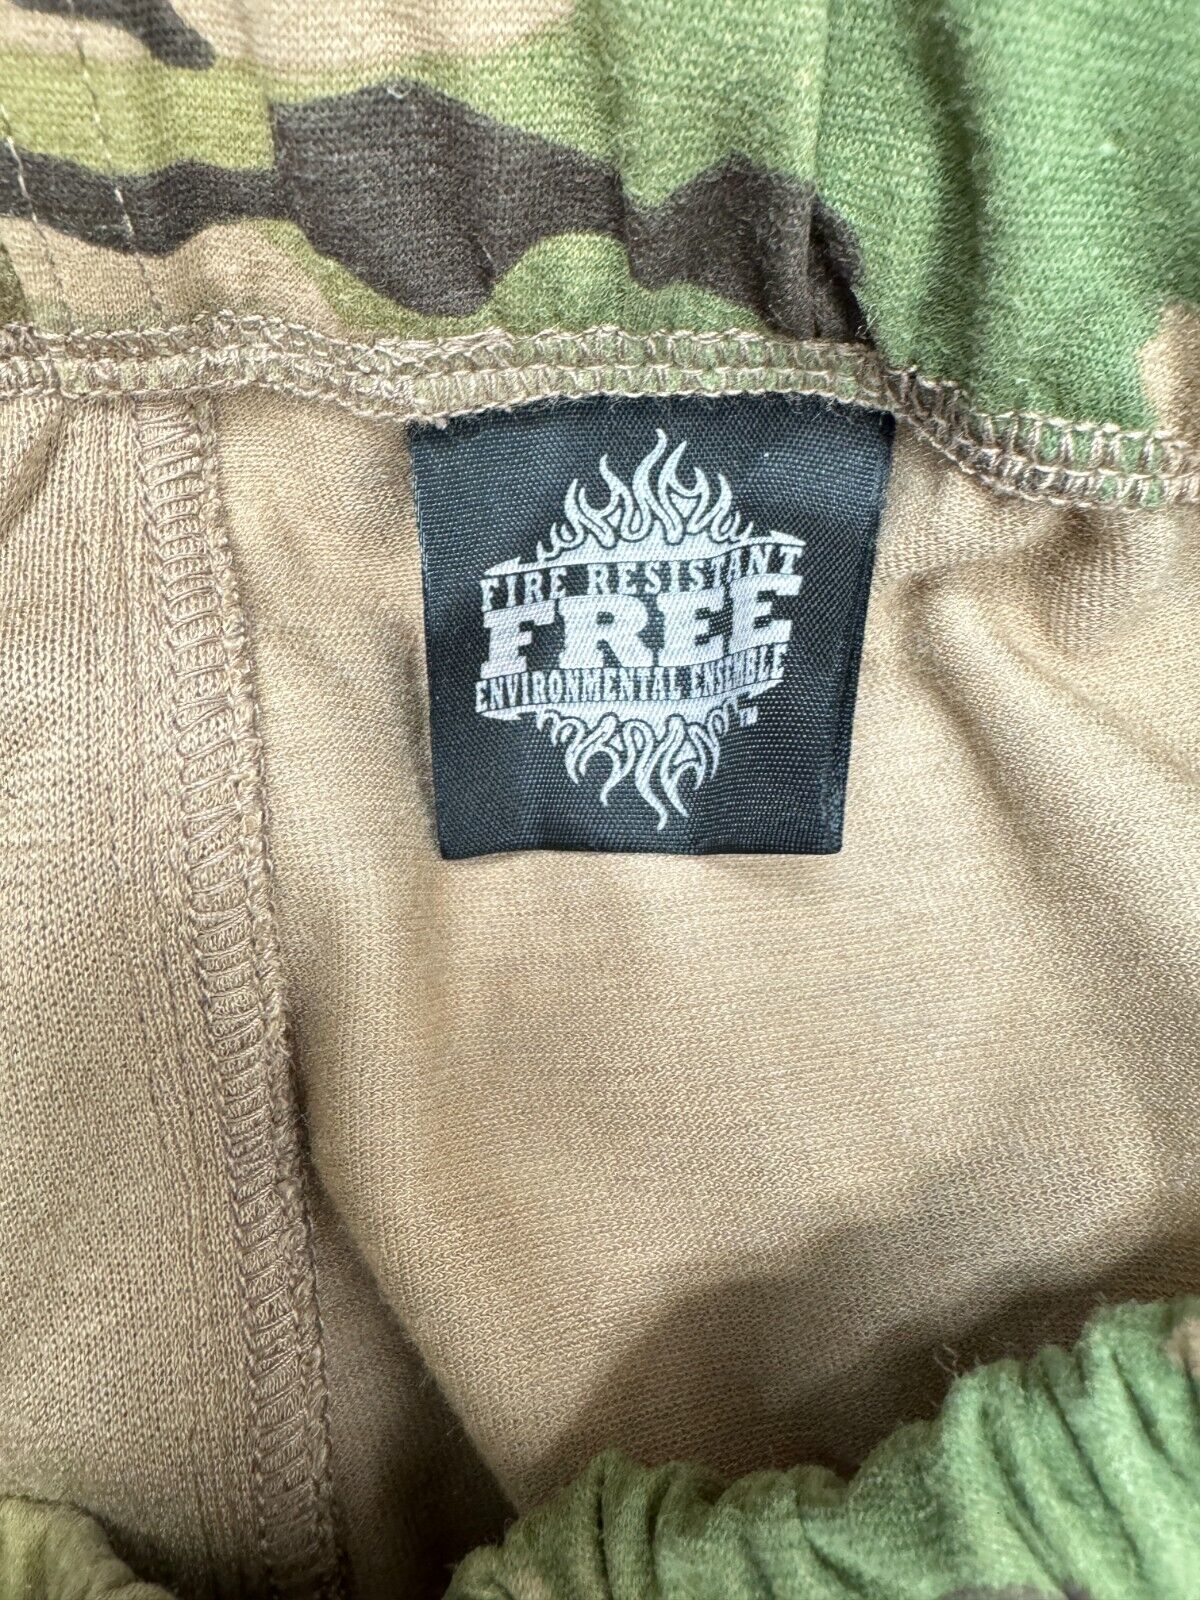 FIRE RESISTANT
FREE
ENVIRONMENTAL ENSEMBLE
TM